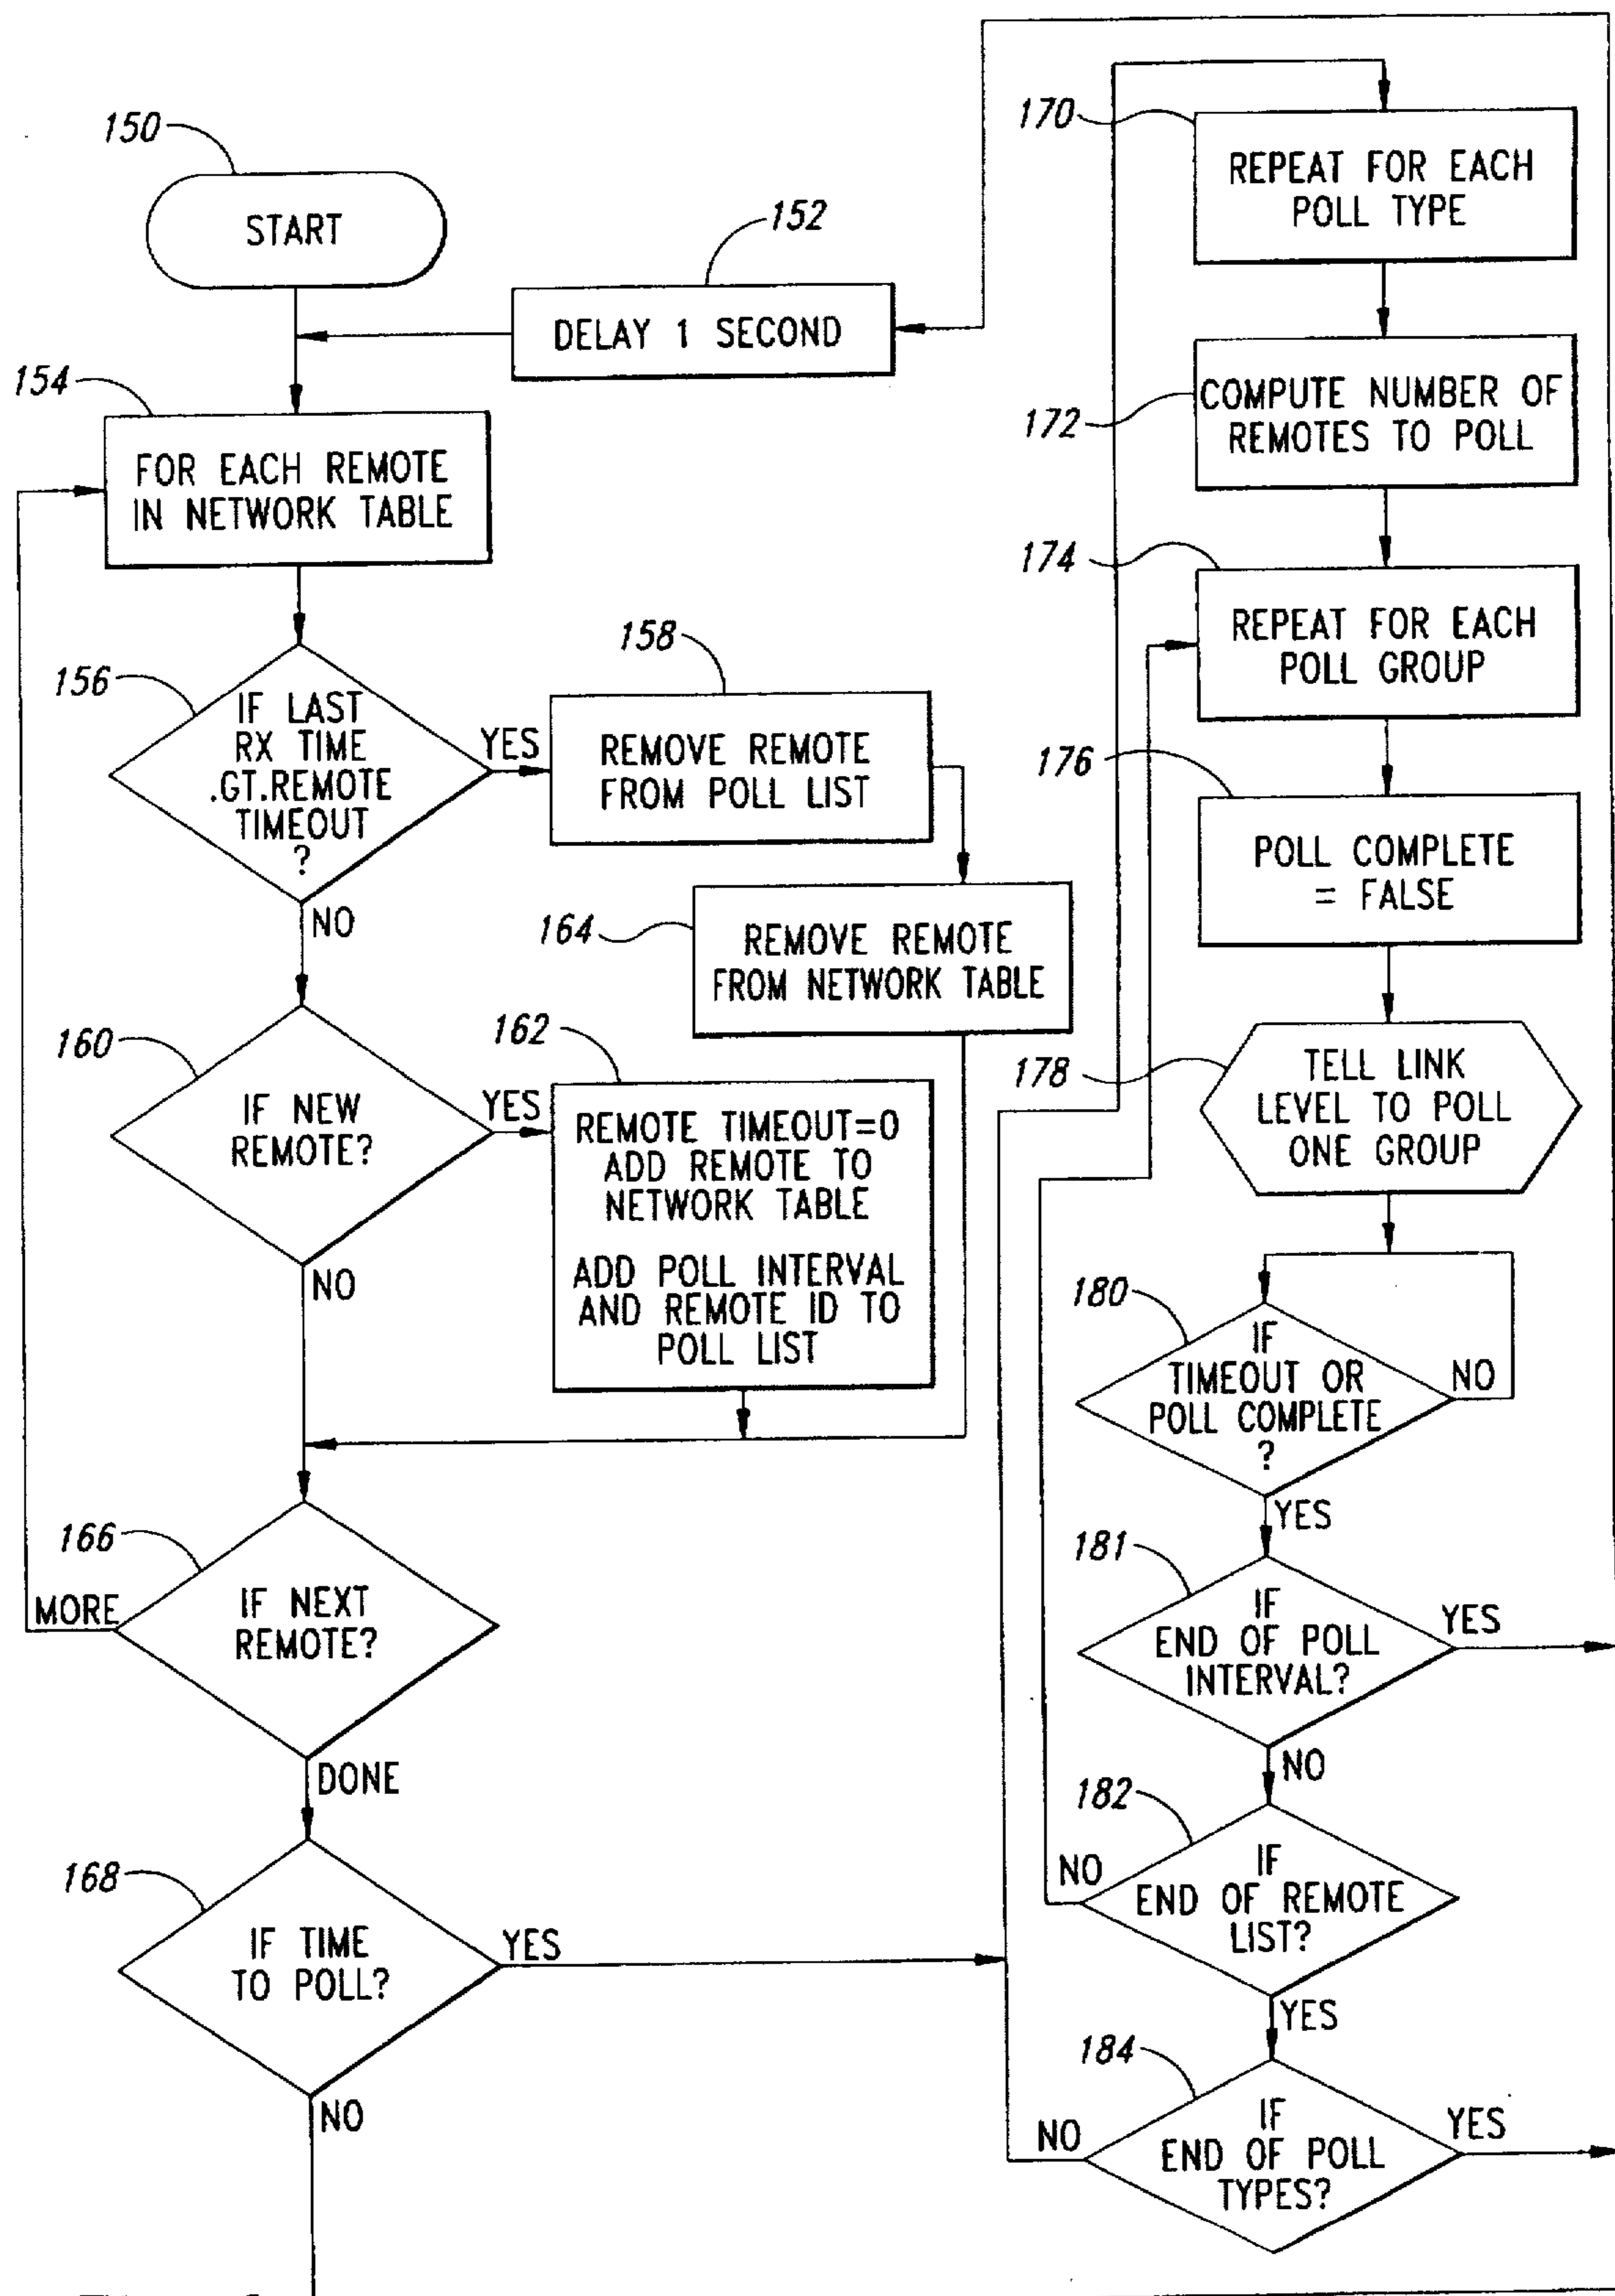 150
START
152
DELAY 1 SECOND
154
FOR EACH REMOTE
IN NETWORK TABLE
156
IF LAST
RX TIME
.GT.REMOTE
TIMEOUT
?
YES
NO
158
REMOVE REMOTE
FROM POLL LIST
164
REMOVE REMOTE
FROM NETWORK TABLE
160
IF NEW
REMOTE?
YES
NO
162
REMOTE TIMEOUT=0
ADD REMOTE TO
NETWORK TABLE
ADD POLL INTERVAL
AND REMOTE ID TO
POLL LIST
166
IF NEXT
REMOTE?
MORE
DONE
168
IF TIME
TO POLL?
YES
NO
170
REPEAT FOR EACH
POLL TYPE
172
COMPUTE NUMBER OF
REMOTES TO POLL
174
REPEAT FOR EACH
POLL GROUP
176
POLL COMPLETE
= FALSE
178
TELL LINK
LEVEL TO POLL
ONE GROUP
180
IF
TIMEOUT OR
POLL COMPLETE
?
NO
YES
181
IF
END OF POLL
INTERVAL?
YES
NO
182
IF
END OF REMOTE
LIST?
NO
YES
184
IF
END OF POLL
TYPES?
NO
YES